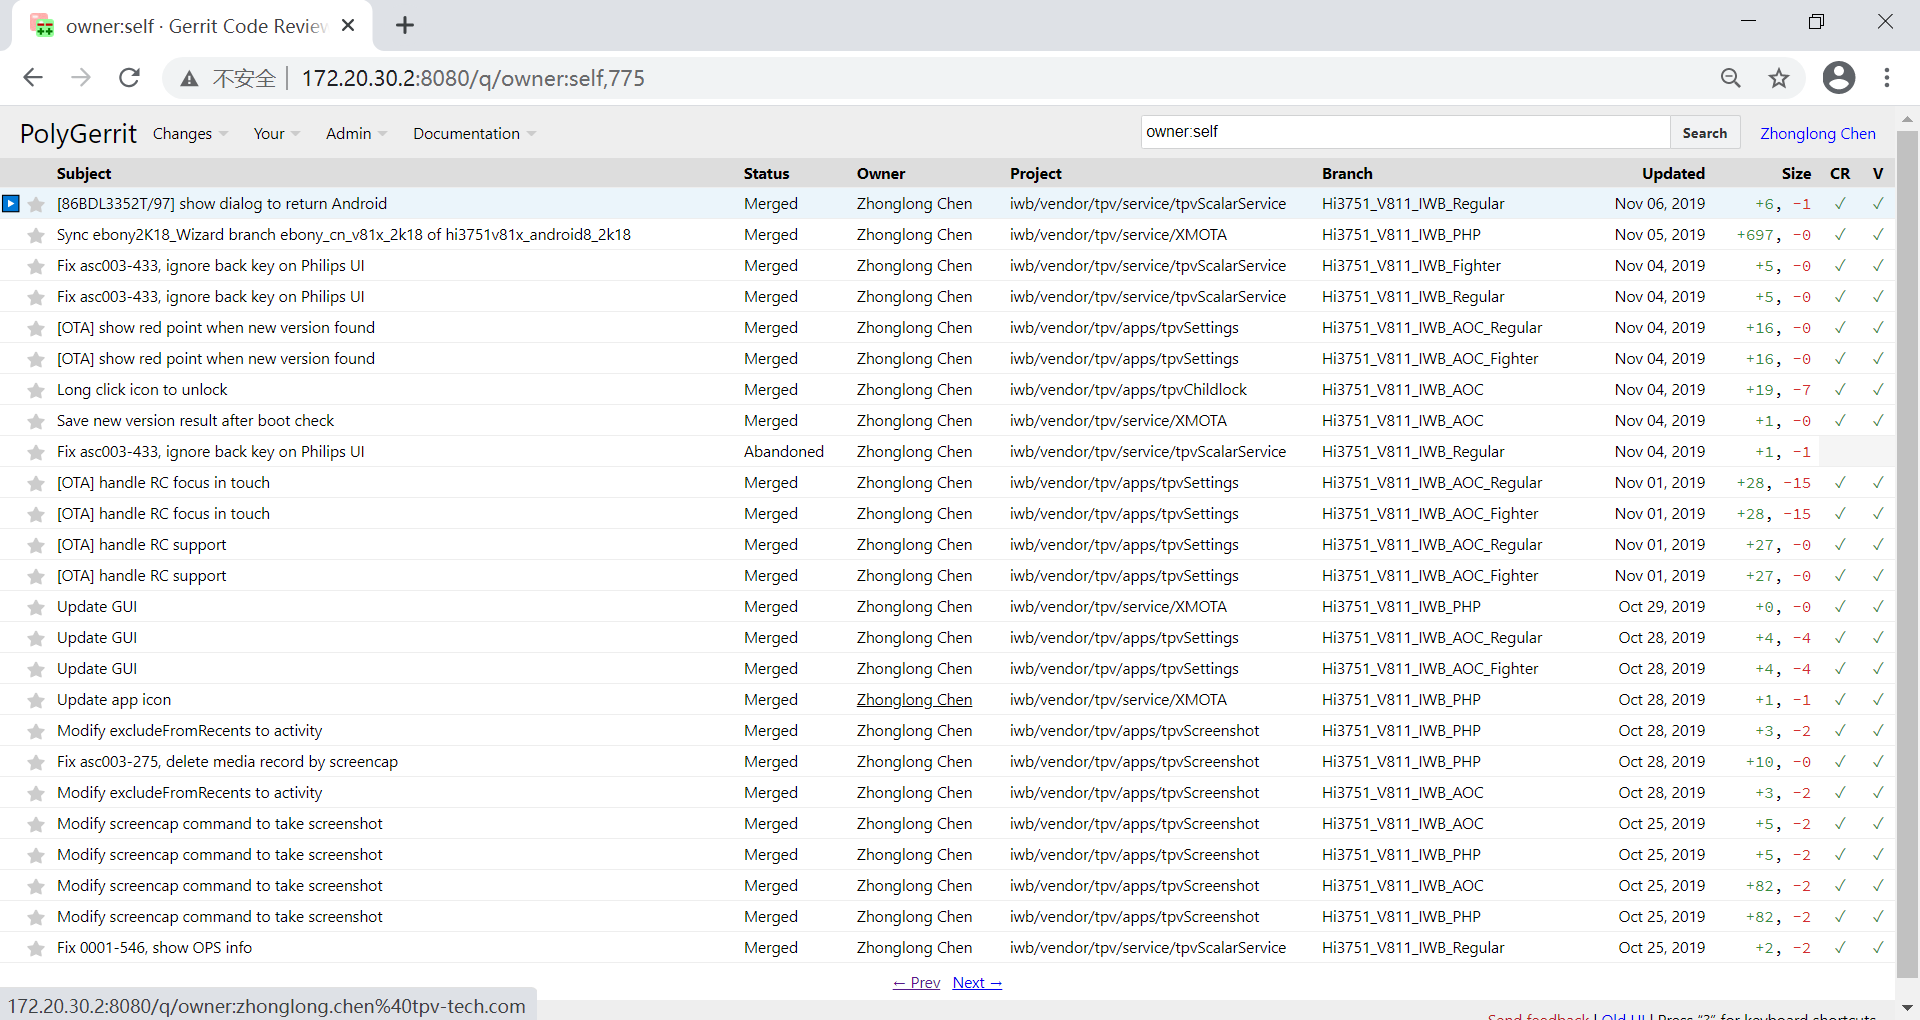 owner:self · Gerrit Code Review
不安全 172.20.30.2:8080/q/owner:self,775
PolyGerrit Changes Your Admin Documentation owner:self Search Zhonglong Chen
Subject Status Owner Project Branch Updated Size CR V
[86BDL3352T/97] show dialog to return Android Merged Zhonglong Chen iwb/vendor/tpv/service/tpvScalarService Hi3751_V811_IWB_Regular Nov 06, 2019 +6, -1 ✓ ✓
Sync ebony2K18_Wizard branch ebony_cn_v81x_2k18 of hi3751v81x_android8_2k18 Merged Zhonglong Chen iwb/vendor/tpv/service/XMOTA Hi3751_V811_IWB_PHP Nov 05, 2019 +697, -0 ✓ ✓
Fix asc003-433, ignore back key on Philips UI Merged Zhonglong Chen iwb/vendor/tpv/service/tpvScalarService Hi3751_V811_IWB_Fighter Nov 04, 2019 +5, -0 ✓ ✓
Fix asc003-433, ignore back key on Philips UI Merged Zhonglong Chen iwb/vendor/tpv/service/tpvScalarService Hi3751_V811_IWB_Regular Nov 04, 2019 +5, -0 ✓ ✓
[OTA] show red point when new version found Merged Zhonglong Chen iwb/vendor/tpv/apps/tpvSettings Hi3751_V811_IWB_AOC_Regular Nov 04, 2019 +16, -0 ✓ ✓
[OTA] show red point when new version found Merged Zhonglong Chen iwb/vendor/tpv/apps/tpvSettings Hi3751_V811_IWB_AOC_Fighter Nov 04, 2019 +16, -0 ✓ ✓
Long click icon to unlock Merged Zhonglong Chen iwb/vendor/tpv/apps/tpvChildlock Hi3751_V811_IWB_AOC Nov 04, 2019 +19, -7 ✓ ✓
Save new version result after boot check Merged Zhonglong Chen iwb/vendor/tpv/service/XMOTA Hi3751_V811_IWB_AOC Nov 04, 2019 +1, -0 ✓ ✓
Fix asc003-433, ignore back key on Philips UI Abandoned Zhonglong Chen iwb/vendor/tpv/service/tpvScalarService Hi3751_V811_IWB_Regular Nov 04, 2019 +1, -1
[OTA] handle RC focus in touch Merged Zhonglong Chen iwb/vendor/tpv/apps/tpvSettings Hi3751_V811_IWB_AOC_Regular Nov 01, 2019 +28, -15 ✓ ✓
[OTA] handle RC focus in touch Merged Zhonglong Chen iwb/vendor/tpv/apps/tpvSettings Hi3751_V811_IWB_AOC_Fighter Nov 01, 2019 +28, -15 ✓ ✓
[OTA] handle RC support Merged Zhonglong Chen iwb/vendor/tpv/apps/tpvSettings Hi3751_V811_IWB_AOC_Regular Nov 01, 2019 +27, -0 ✓ ✓
[OTA] handle RC support Merged Zhonglong Chen iwb/vendor/tpv/apps/tpvSettings Hi3751_V811_IWB_AOC_Fighter Nov 01, 2019 +27, -0 ✓ ✓
Update GUI Merged Zhonglong Chen iwb/vendor/tpv/service/XMOTA Hi3751_V811_IWB_PHP Oct 29, 2019 +0, -0 ✓ ✓
Update GUI Merged Zhonglong Chen iwb/vendor/tpv/apps/tpvSettings Hi3751_V811_IWB_AOC_Regular Oct 28, 2019 +4, -4 ✓ ✓
Update GUI Merged Zhonglong Chen iwb/vendor/tpv/apps/tpvSettings Hi3751_V811_IWB_AOC_Fighter Oct 28, 2019 +4, -4 ✓ ✓
Update app icon Merged Zhonglong Chen iwb/vendor/tpv/service/XMOTA Hi3751_V811_IWB_PHP Oct 28, 2019 +1, -1 ✓ ✓
Modify excludeFromRecents to activity Merged Zhonglong Chen iwb/vendor/tpv/apps/tpvScreenshot Hi3751_V811_IWB_PHP Oct 28, 2019 +3, -2 ✓ ✓
Fix asc003-275, delete media record by screencap Merged Zhonglong Chen iwb/vendor/tpv/apps/tpvScreenshot Hi3751_V811_IWB_PHP Oct 28, 2019 +10, -0 ✓ ✓
Modify excludeFromRecents to activity Merged Zhonglong Chen iwb/vendor/tpv/apps/tpvScreenshot Hi3751_V811_IWB_AOC Oct 28, 2019 +3, -2 ✓ ✓
Modify screencap command to take screenshot Merged Zhonglong Chen iwb/vendor/tpv/apps/tpvScreenshot Hi3751_V811_IWB_AOC Oct 25, 2019 +5, -2 ✓ ✓
Modify screencap command to take screenshot Merged Zhonglong Chen iwb/vendor/tpv/apps/tpvScreenshot Hi3751_V811_IWB_PHP Oct 25, 2019 +5, -2 ✓ ✓
Modify screencap command to take screenshot Merged Zhonglong Chen iwb/vendor/tpv/apps/tpvScreenshot Hi3751_V811_IWB_AOC Oct 25, 2019 +82, -2 ✓ ✓
Modify screencap command to take screenshot Merged Zhonglong Chen iwb/vendor/tpv/apps/tpvScreenshot Hi3751_V811_IWB_PHP Oct 25, 2019 +82, -2 ✓ ✓
Fix 0001-546, show OPS info Merged Zhonglong Chen iwb/vendor/tpv/service/tpvScalarService Hi3751_V811_IWB_Regular Oct 25, 2019 +2, -2 ✓ ✓
← Prev Next →
172.20.30.2:8080/q/owner:zhonglong.chen%40tpv-tech.com
Send feedback | Old UI | Press “?” for keyboard shortcuts